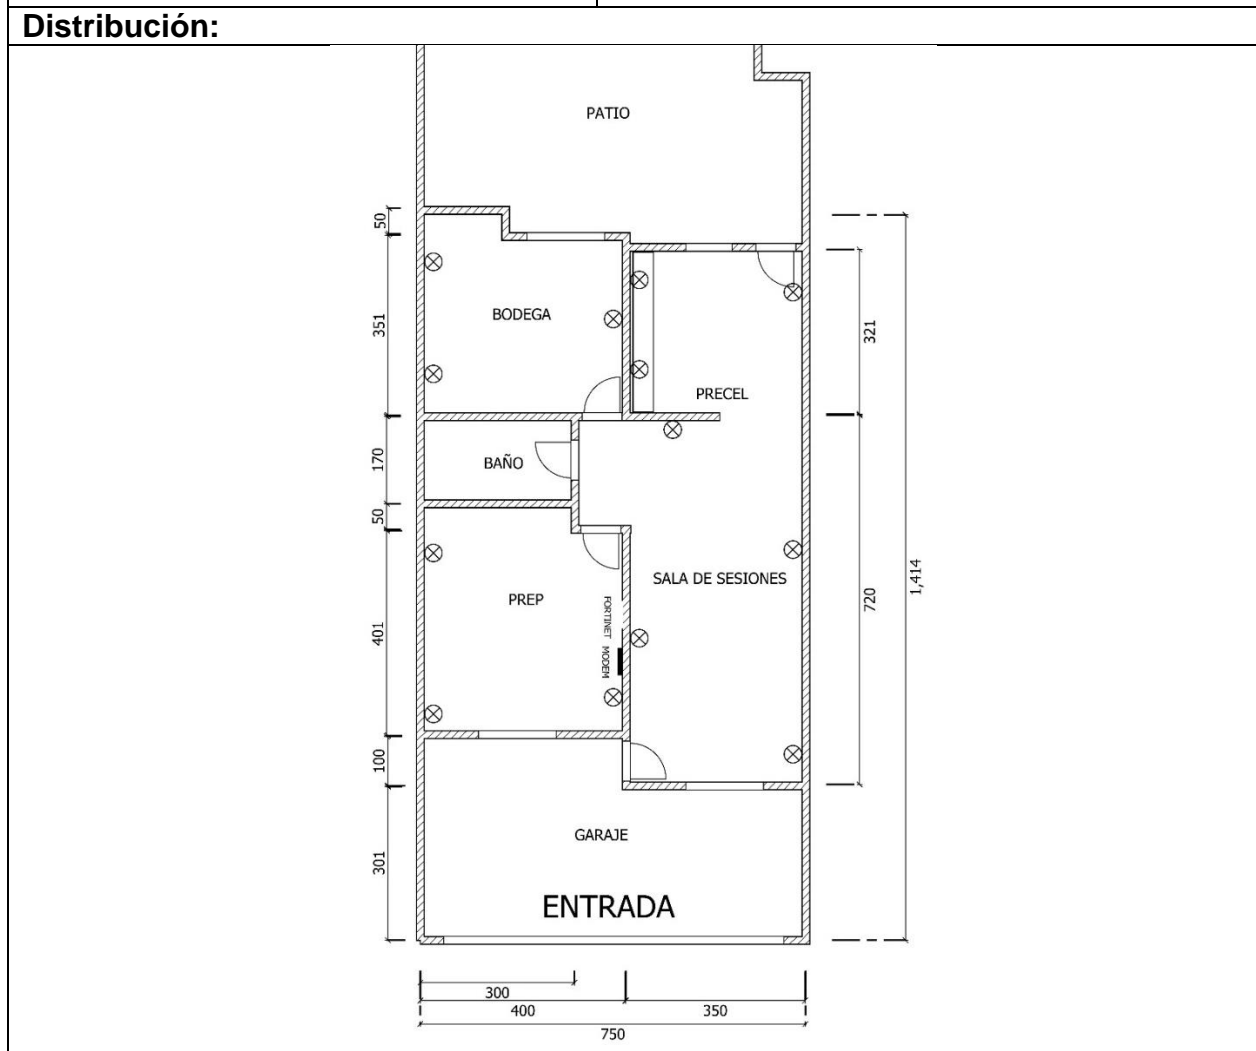 Distribución:
PATIO
50
351
BODEGA
321
PRECEL
170
BAÑO
50
SALA DE SESIONES
1,414
PREP
FORTINET MODEM
401
720
100
GARAJE
301
ENTRADA
300
400
350
750